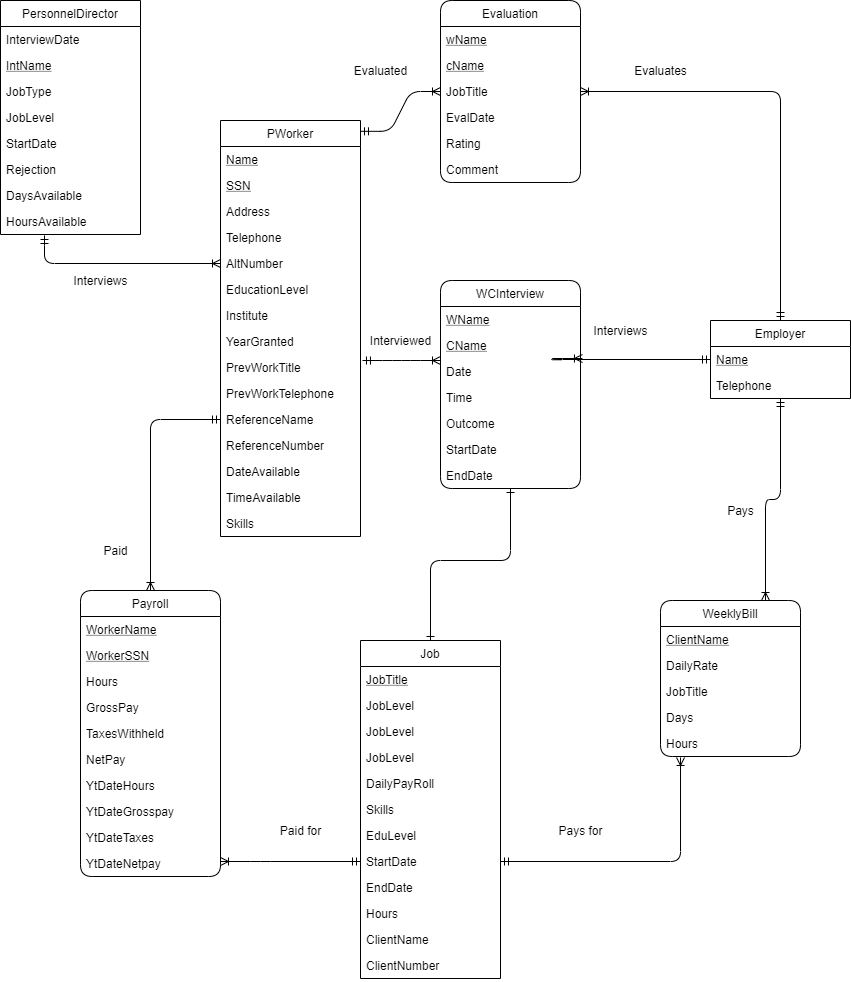 PersonnelDirector
InterviewDate
IntName
JobType
JobLevel
StartDate
Rejection
DaysAvailable
HoursAvailable
Interviews
PWorker
Name
SSN
Address
Telephone
AltNumber
EducationLevel
Institute
YearGranted
PrevWorkTitle
PrevWorkTelephone
ReferenceName
ReferenceNumber
DateAvailable
TimeAvailable
Skills
Evaluated
Evaluation
wName
cName
JobTitle
EvalDate
Rating
Comment
Evaluates
Interviewed
WCInterview
WName
CName
Date
Time
Outcome
StartDate
EndDate
Interviews
Employer
Name
Telephone
Paid
Pays
Payroll
WorkerName
WorkerSSN
Hours
GrossPay
TaxesWithheld
NetPay
YtDateHours
YtDateGrosspay
YtDateTaxes
YtDateNetpay
Paid for
Job
JobTitle
JobLevel
JobLevel
JobLevel
DailyPayRoll
Skills
EduLevel
StartDate
EndDate
Hours
ClientName
ClientNumber
Pays for
WeeklyBill
ClientName
DailyRate
JobTitle
Days
Hours